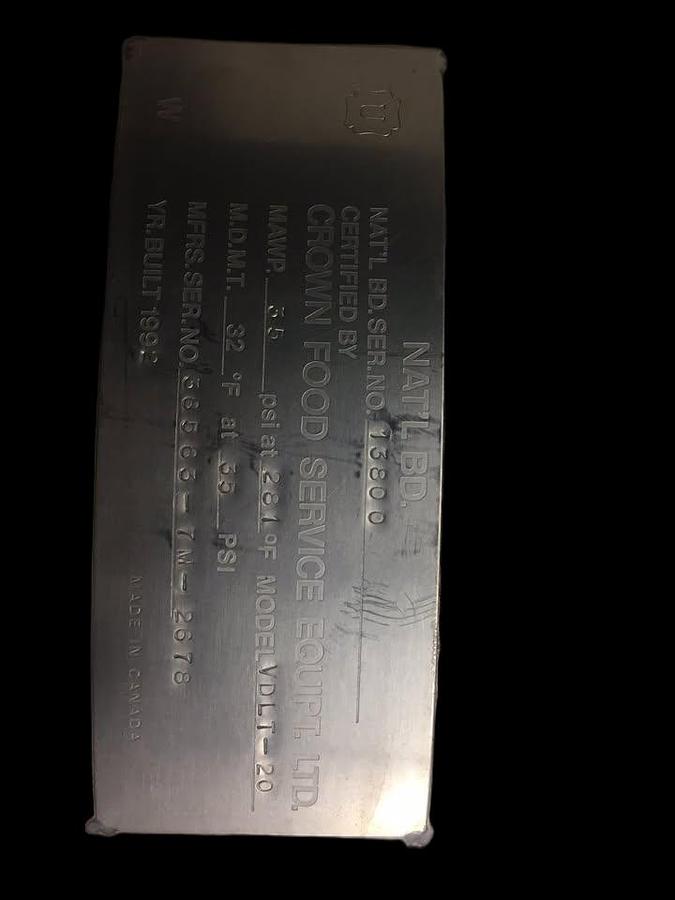 NAT'L BD.
U
NAT'L BD.SER.NO. 13800
CERTIFIED BY
CROWN FOOD SERVICE EQUIPT. LTD.
MAWP. 35 psi at 281 °F MODEL VDLT-20
M.D.M.T. 32 °F at 35 PSI
MFRS.SER.NO. 36563-7M-2678
W
YR.BUILT 1992
MADE IN CANADA